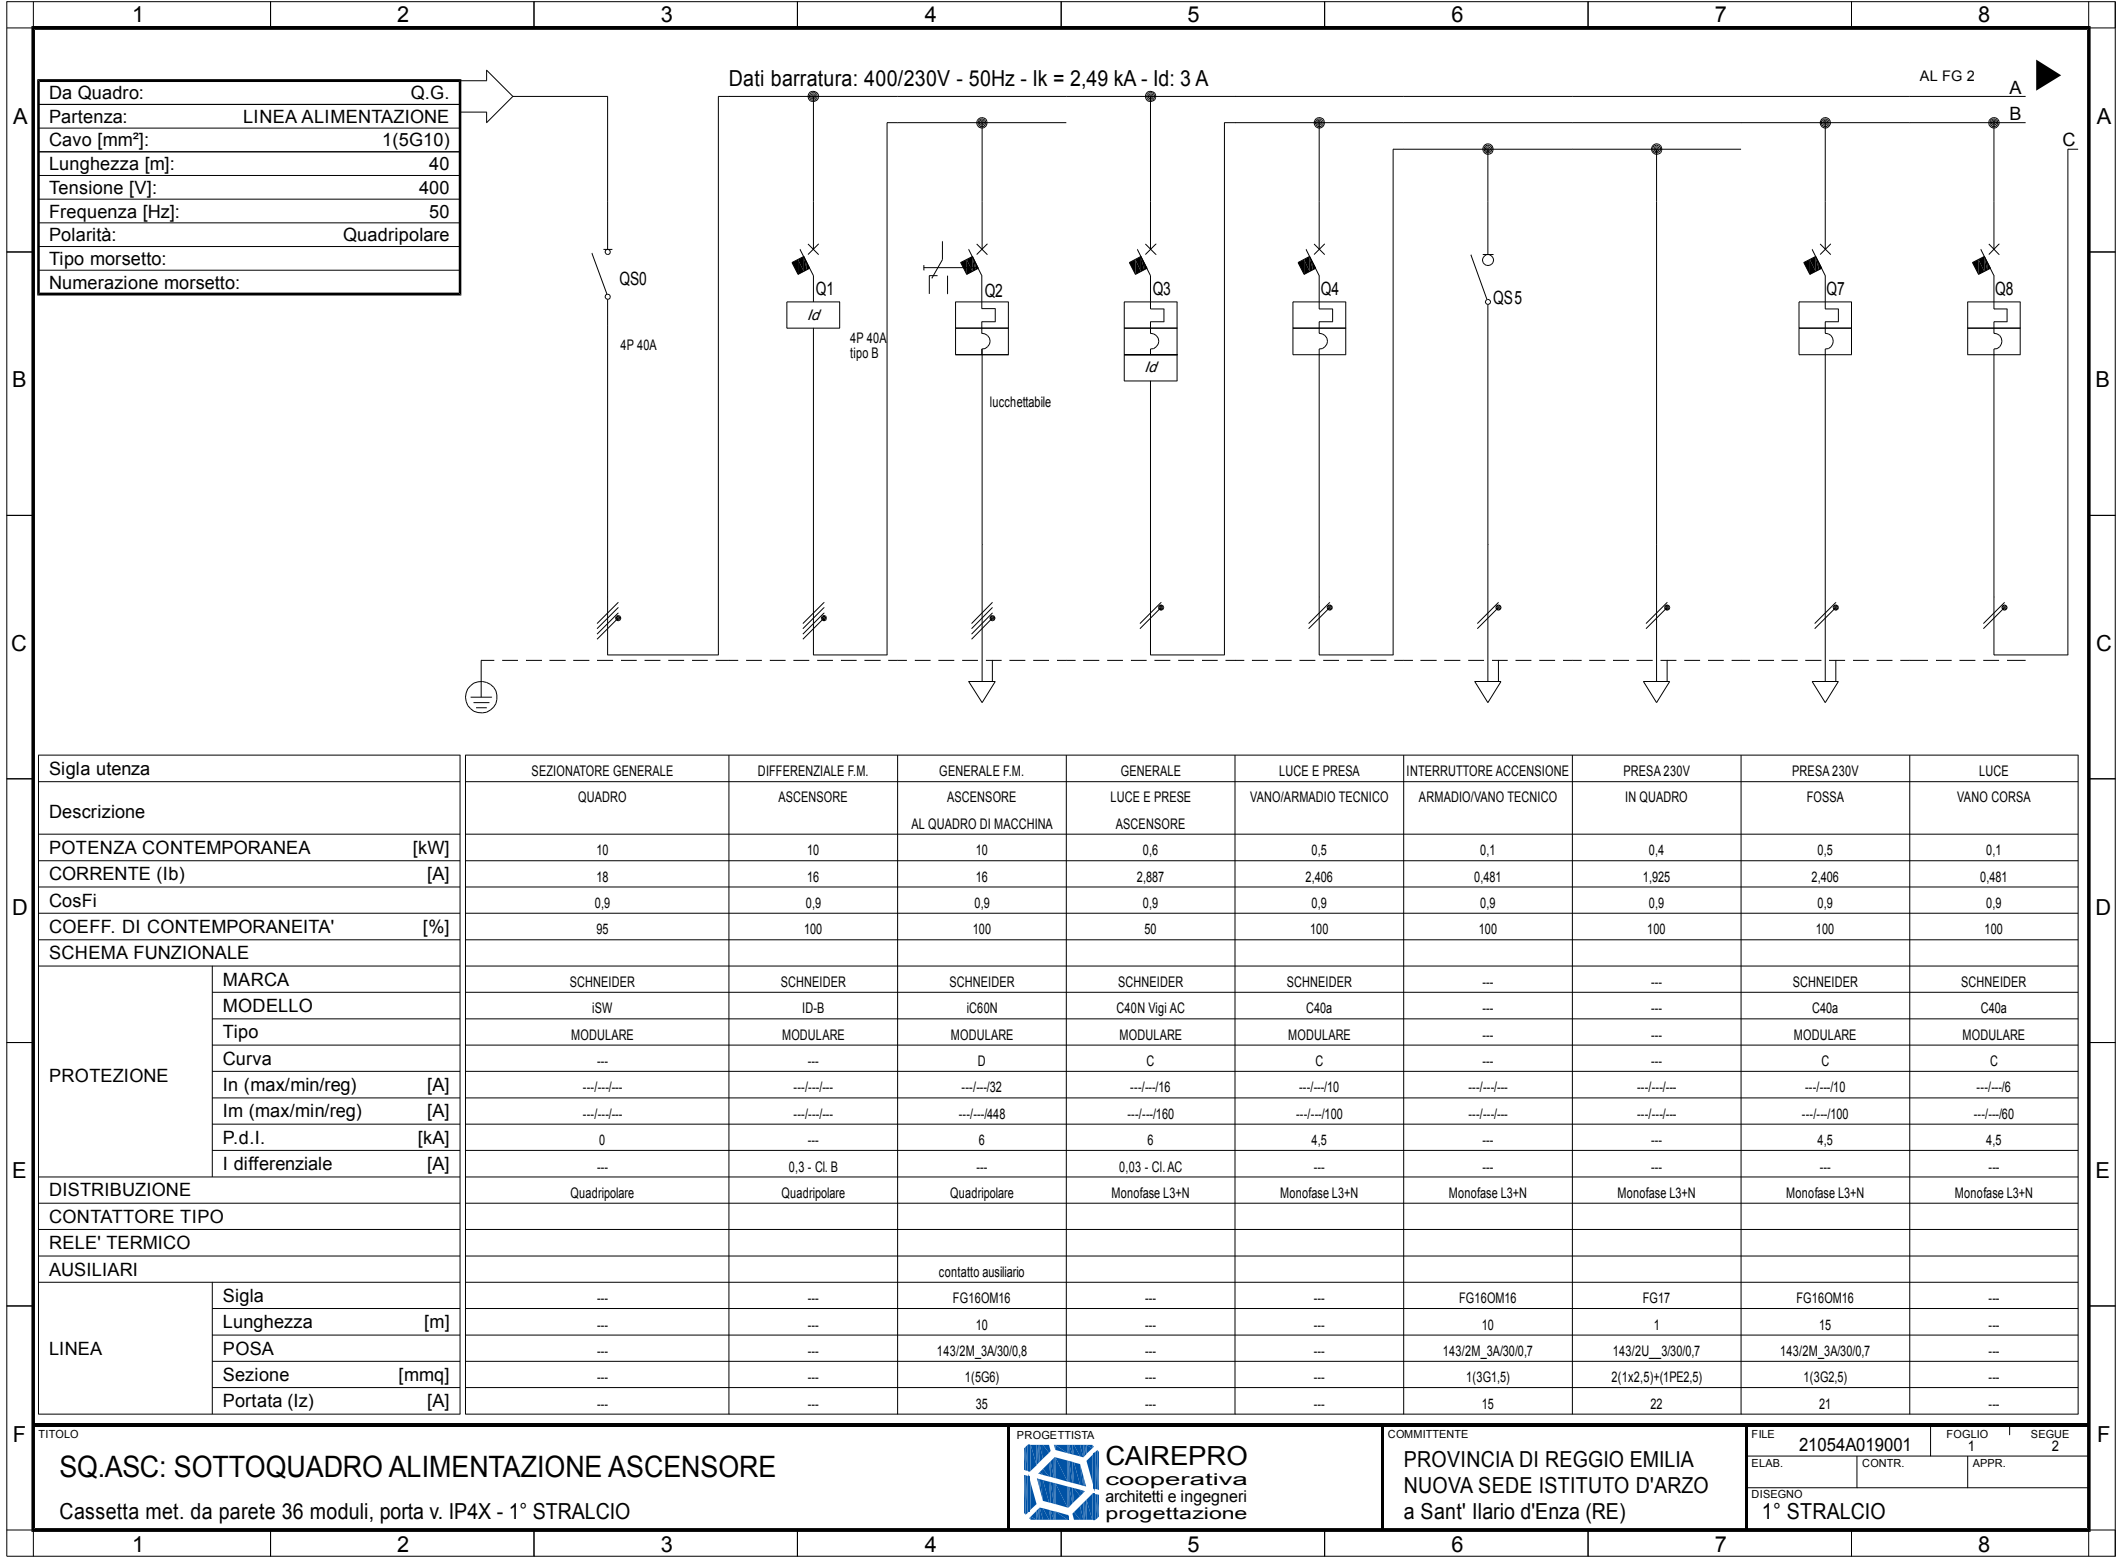 1 2 3 4 5 6 7 8
Dati barratura: 400/230V - 50Hz - Ik = 2,49 kA - Id: 3 A
AL FG 2
A
B
C
Da Quadro: Q.G.
Partenza: LINEA ALIMENTAZIONE
Cavo [mm²]: 1(5G10)
Lunghezza [m]: 40
Tensione [V]: 400
Frequenza [Hz]: 50
Polarità: Quadripolare
Tipo morsetto:
Numerazione morsetto:
A A
QS0 Q1 Q2 Q3 Q4 QS5 Q7 Q8
Id
4P 40A
4P 40A
tipo B
Id
B B
lucchettabile
C C
Sigla utenza SEZIONATORE GENERALE DIFFERENZIALE F.M. GENERALE F.M. GENERALE LUCE E PRESA INTERRUTTORE ACCENSIONE PRESA 230V PRESA 230V LUCE
Descrizione QUADRO ASCENSORE ASCENSORE LUCE E PRESE VANO/ARMADIO TECNICO ARMADIO/VANO TECNICO IN QUADRO FOSSA VANO CORSA
AL QUADRO DI MACCHINA ASCENSORE
POTENZA CONTEMPORANEA [kW] 10 10 10 0,6 0,5 0,1 0,4 0,5 0,1
CORRENTE (Ib) [A] 18 16 16 2,887 2,406 0,481 1,925 2,406 0,481
D D
CosFi 0,9 0,9 0,9 0,9 0,9 0,9 0,9 0,9 0,9
COEFF. DI CONTEMPORANEITA' [%] 95 100 100 50 100 100 100 100 100
SCHEMA FUNZIONALE
PROTEZIONE
MARCA SCHNEIDER SCHNEIDER SCHNEIDER SCHNEIDER SCHNEIDER --- --- SCHNEIDER SCHNEIDER
MODELLO iSW ID-B iC60N C40N Vigi AC C40a --- --- C40a C40a
Tipo MODULARE MODULARE MODULARE MODULARE MODULARE --- --- MODULARE MODULARE
Curva --- --- D C C --- --- C C
In (max/min/reg) [A] ---/---/--- ---/---/--- ---/---/32 ---/---/16 ---/---/10 ---/---/--- ---/---/--- ---/---/10 ---/---/6
Im (max/min/reg) [A] ---/---/--- ---/---/--- ---/---/448 ---/---/160 ---/---/100 ---/---/--- ---/---/--- ---/---/100 ---/---/60
P.d.I. [kA] 0 --- 6 6 4,5 --- --- 4,5 4,5
I differenziale [A] --- 0,3 - Cl. B --- 0,03 - Cl. AC --- --- --- --- ---
E E
DISTRIBUZIONE Quadripolare Quadripolare Quadripolare Monofase L3+N Monofase L3+N Monofase L3+N Monofase L3+N Monofase L3+N Monofase L3+N
CONTATTORE TIPO
RELE' TERMICO
AUSILIARI contatto ausiliario
LINEA
Sigla --- --- FG16OM16 --- --- FG16OM16 FG17 FG16OM16 ---
Lunghezza [m] --- --- 10 --- --- 10 1 15 ---
POSA --- --- 143/2M_3A/30/0,8 --- --- 143/2M_3A/30/0,7 143/2U__3/30/0,7 143/2M_3A/30/0,7 ---
Sezione [mmq] --- --- 1(5G6) --- --- 1(3G1,5) 2(1x2,5)+(1PE2,5) 1(3G2,5) ---
Portata (Iz) [A] --- --- 35 --- --- 15 22 21 ---
F F
TITOLO
SQ.ASC: SOTTOQUADRO ALIMENTAZIONE ASCENSORE
Cassetta met. da parete 36 moduli, porta v. IP4X - 1° STRALCIO
PROGETTISTA
CAIREPRO
cooperativa
architetti e ingegneri
progettazione
COMMITTENTE
PROVINCIA DI REGGIO EMILIA
NUOVA SEDE ISTITUTO D'ARZO
a Sant' Ilario d'Enza (RE)
FILE 21054A019001
FOGLIO 1
SEGUE 2
ELAB. CONTR. APPR.
DISEGNO
1° STRALCIO
1 2 3 4 5 6 7 8